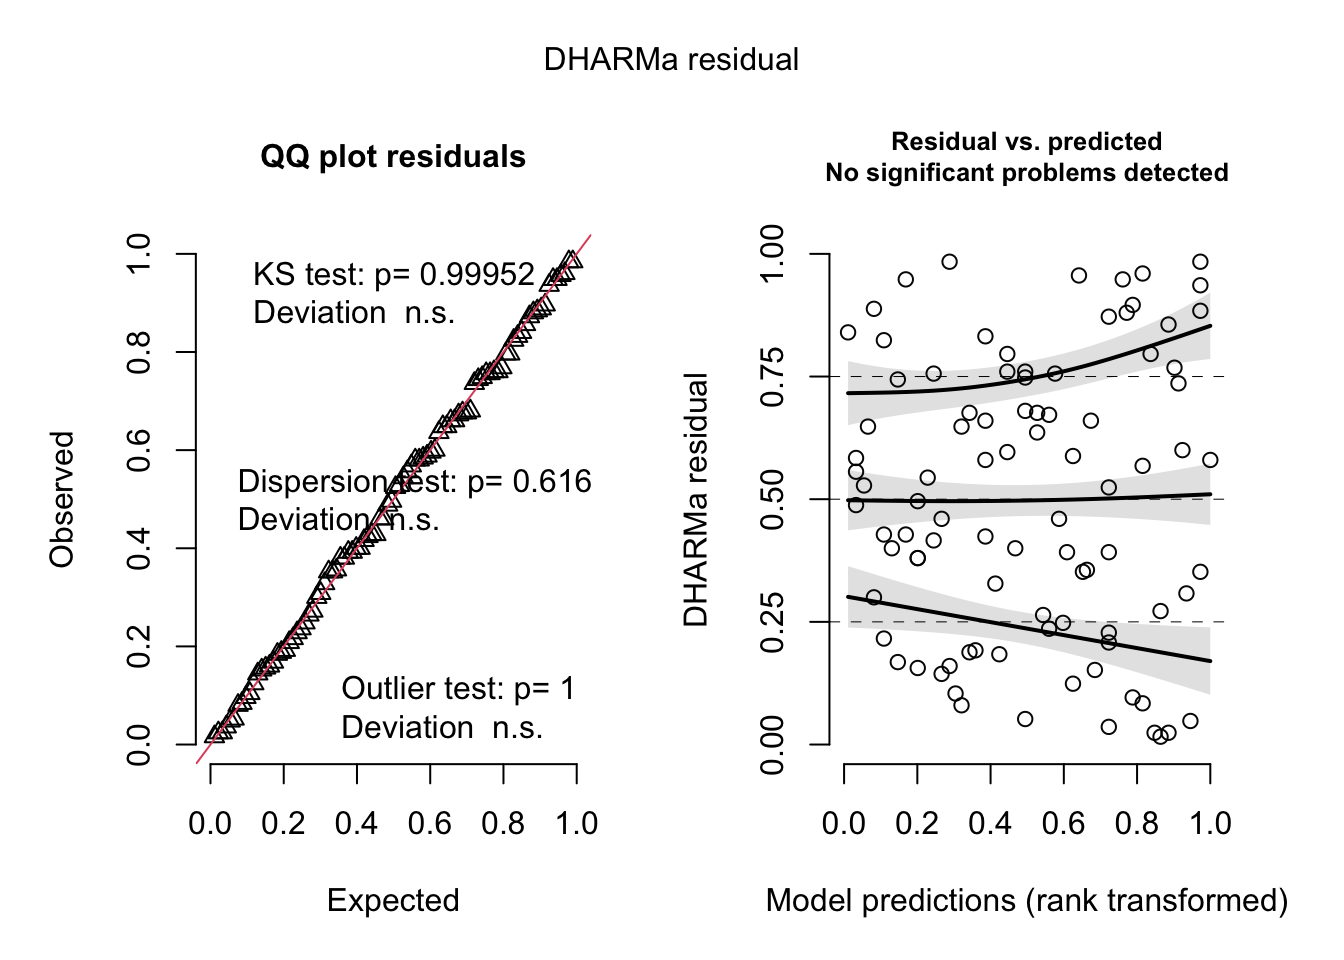 DHARMa residual
QQ plot residuals
KS test: p= 0.99952
Deviation  n.s.
Dispersion test: p= 0.616
Deviation  n.s.
Outlier test: p= 1
Deviation  n.s.
Observed
0.0 0.2 0.4 0.6 0.8 1.0
0.0 0.2 0.4 0.6 0.8 1.0
Expected
Residual vs. predicted
No significant problems detected
DHARMa residual
0.00 0.25 0.50 0.75 1.00
0.0 0.2 0.4 0.6 0.8 1.0
Model predictions (rank transformed)